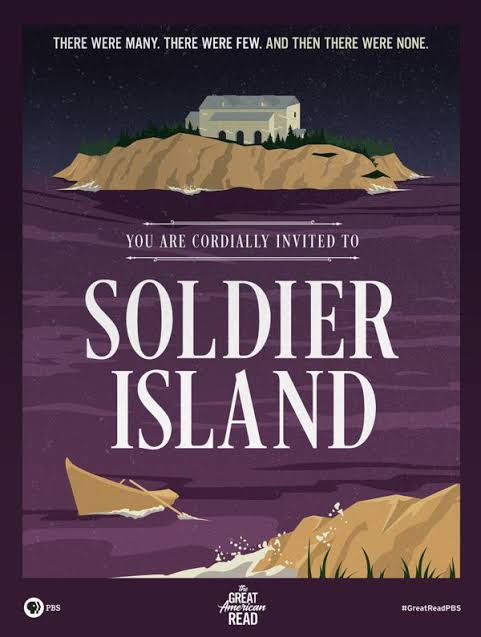 THERE WERE MANY. THERE WERE FEW. AND THEN THERE WERE NONE.
YOU ARE CORDIALLY INVITED TO
SOLDIER
ISLAND
PBS
the
GREAT
American
READ
#GreatReadPBS